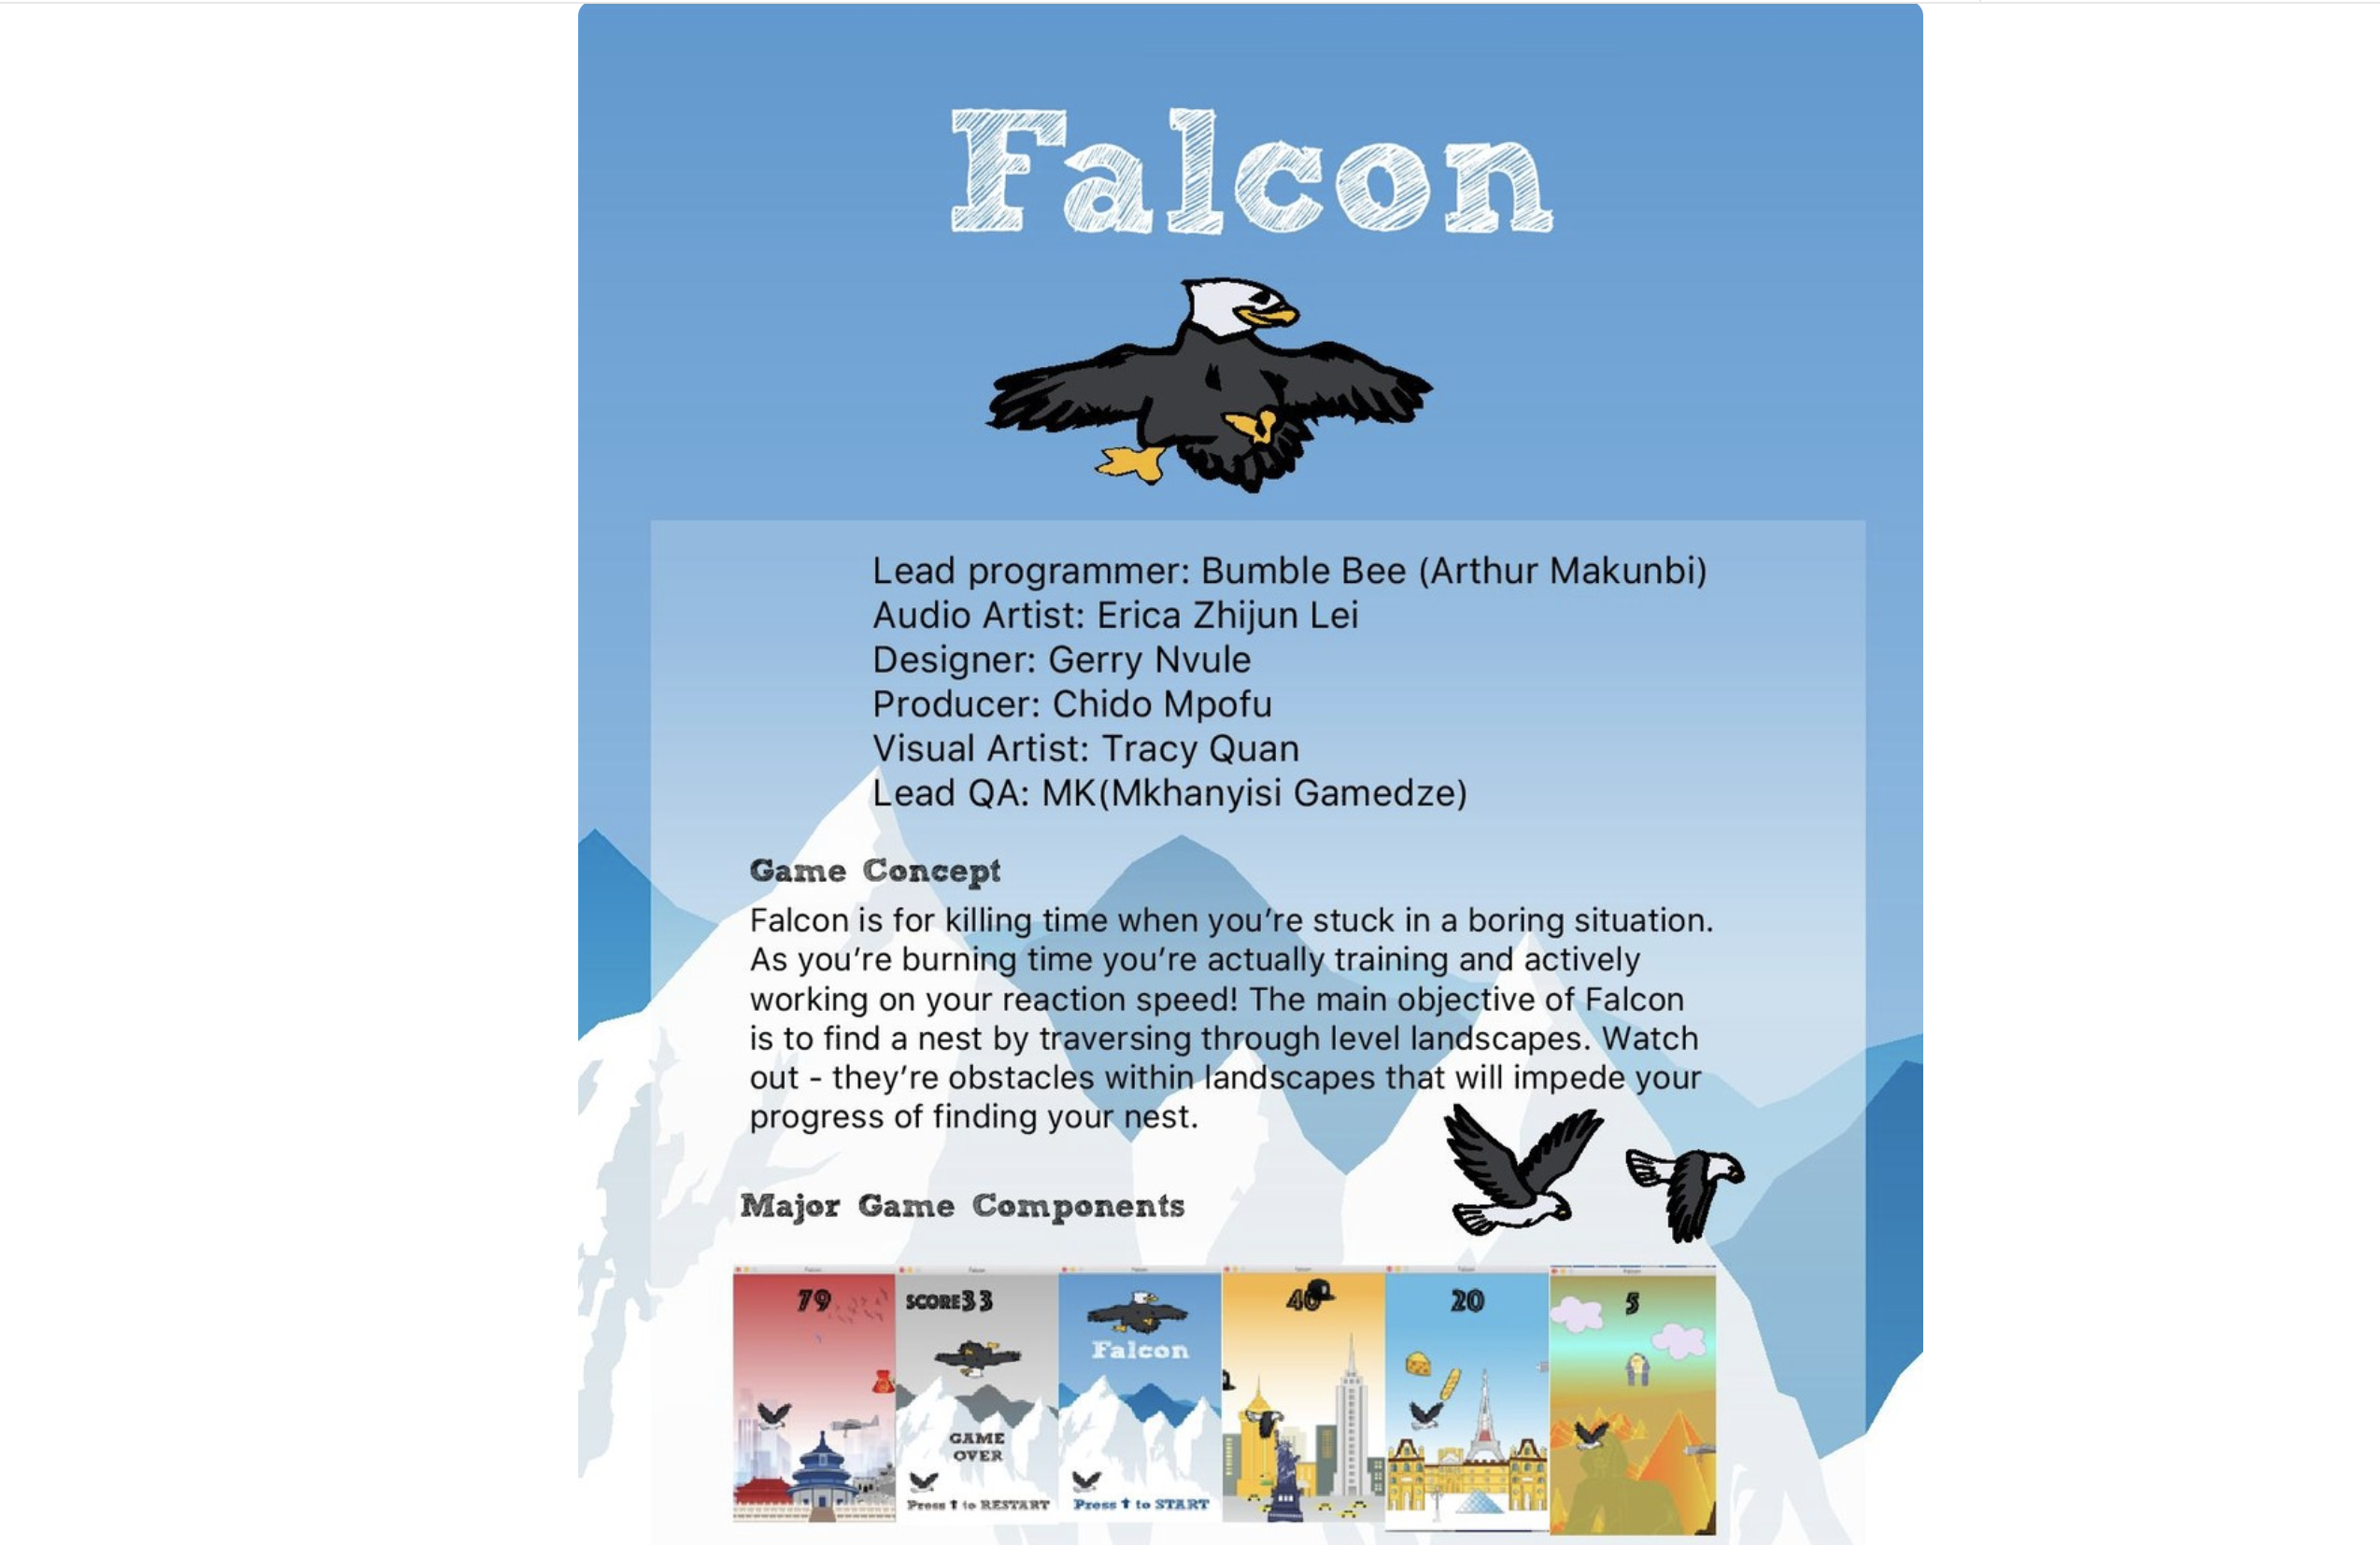 Falcon
Lead programmer: Bumble Bee (Arthur Makunbi)
Audio Artist: Erica Zhijun Lei
Designer: Gerry Nvule
Producer: Chido Mpofu
Visual Artist: Tracy Quan
Lead QA: MK(Mkhanyisi Gamedze)
Game Concept
Falcon is for killing time when you’re stuck in a boring situation.
As you’re burning time you’re actually training and actively
working on your reaction speed! The main objective of Falcon
is to find a nest by traversing through level landscapes. Watch
out - they’re obstacles within landscapes that will impede your
progress of finding your nest.
Major Game Components
79
SCORE33
GAME
OVER
Press ⬆ to RESTART
Falcon
Press ⬆ to START
40
20
5